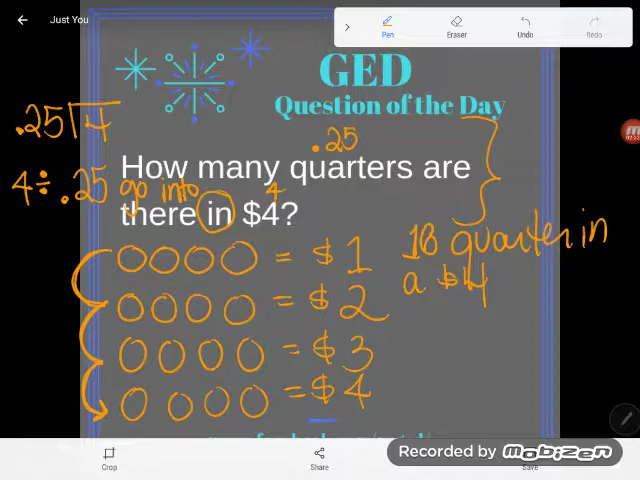 Just You
Pen
Eraser
Undo
Redo
GED
Question of the Day
.25⟌4
.25
How many quarters are
4 ÷ .25 go into
4
there in $4?
0000 = $1
18 quarter in
a $4
0000 = $2
0000 = $3
0000 = $4
Crop
Share
Save
Recorded by Mobizen